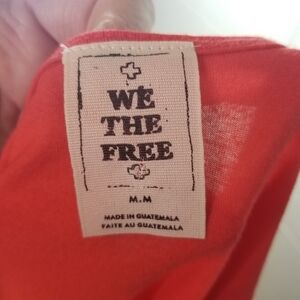 WE
THE
FREE
M.M
MADE IN GUATEMALA
FAITE AU GUATEMALA